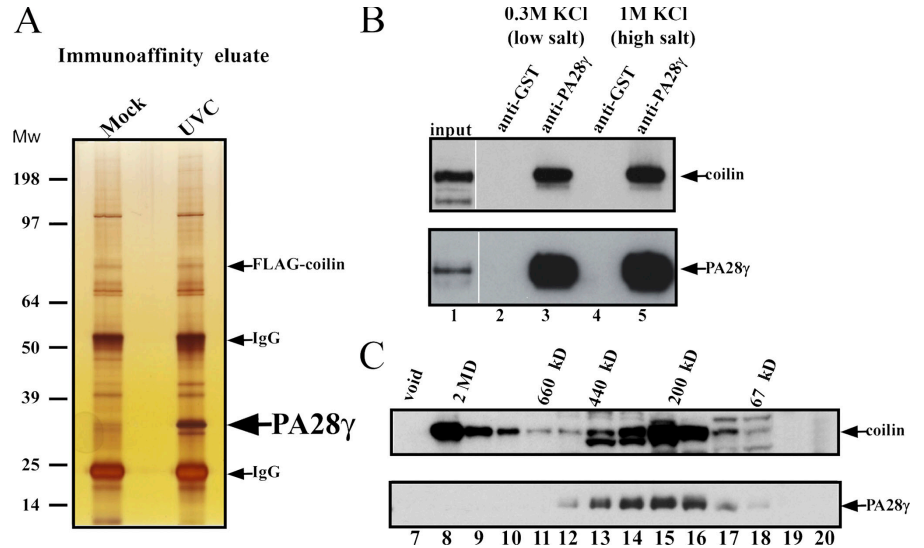 A
Immunoaffinity eluate
Mock UVC
Mw
198
97
FLAG-coilin
64
IgG
50
39
PA28γ
25
IgG
14
B
0.3M KCl 1M KCl
(low salt) (high salt)
input anti-GST anti-PA28γ anti-GST anti-PA28γ
coilin
PA28γ
1 2 3 4 5
C
void 2 MD 660 kD 440 kD 200 kD 67 kD
coilin
PA28γ
7 8 9 10 11 12 13 14 15 16 17 18 19 20